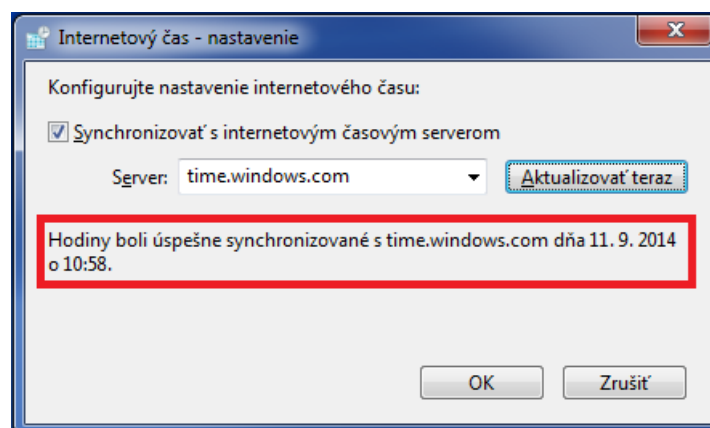 Internetový čas - nastavenie
Konfigurujte nastavenie internetového času:
Synchronizovať s internetovým časovým serverom
Server: time.windows.com Aktualizovať teraz
Hodiny boli úspešne synchronizované s time.windows.com dňa 11. 9. 2014
o 10:58.
OK Zrušiť